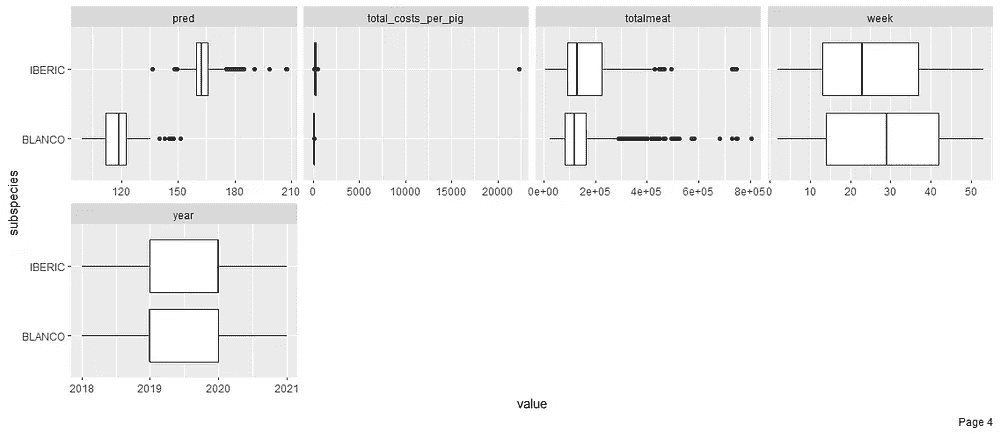 pred total_costs_per_pig totalmeat week
IBERIC
BLANCO
120 150 180 210 0 5000 10000 15000 20000 0e+00 2e+05 4e+05 6e+05 8e+05 0 10 20 30 40 50
subspecies
year
IBERIC
BLANCO
2018 2019 2020 2021
value
Page 4